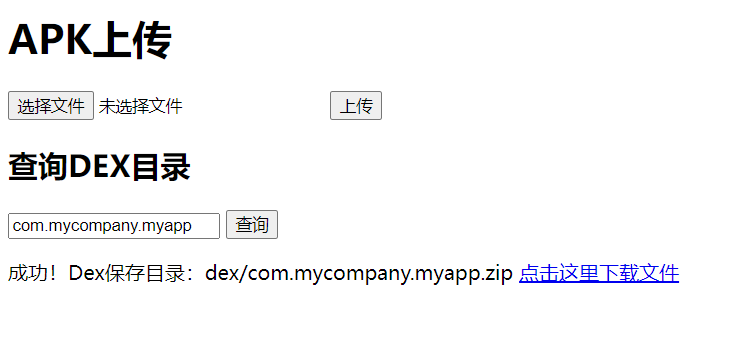 APK上传
选择文件 未选择文件 上传
查询DEX目录
com.mycompany.myapp 查询
成功！Dex保存目录：dex/com.mycompany.myapp.zip 点击这里下载文件